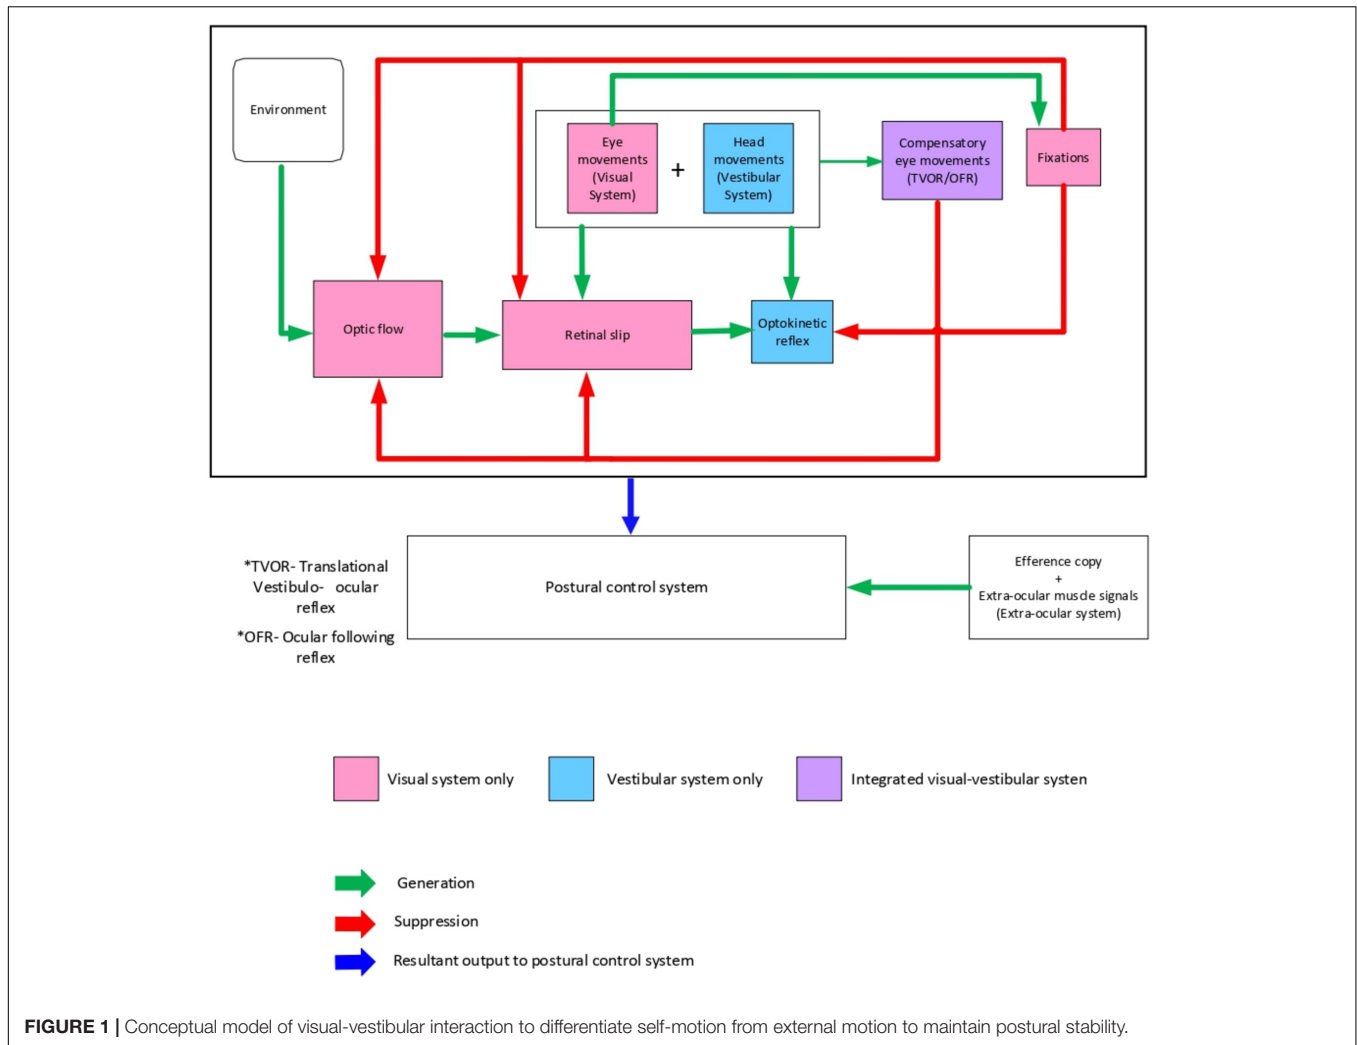 Environment
Eye
movements
(Visual
System)
+
Head
movements
(Vestibular
System)
Compensatory
eye movements
(TVOR/OFR)
Fixations
Optic flow
Retinal slip
Optokinetic
reflex
*TVOR- Translational
Vestibulo- ocular
reflex
*OFR- Ocular following
reflex
Postural control system
Efference copy
+
Extra-ocular muscle signals
(Extra-ocular system)
Visual system only
Vestibular system only
Integrated visual-vestibular systen
Generation
Suppression
Resultant output to postural control system
FIGURE 1 | Conceptual model of visual-vestibular interaction to differentiate self-motion from external motion to maintain postural stability.